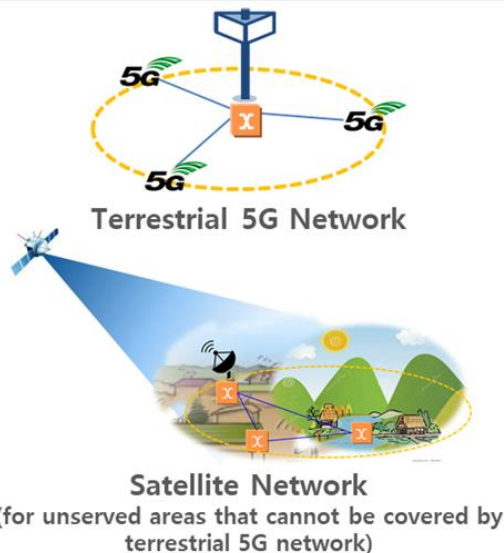 5G
5G
X
5G
Terrestrial 5G Network
X
X
X
Satellite Network
(for unserved areas that cannot be covered by
terrestrial 5G network)